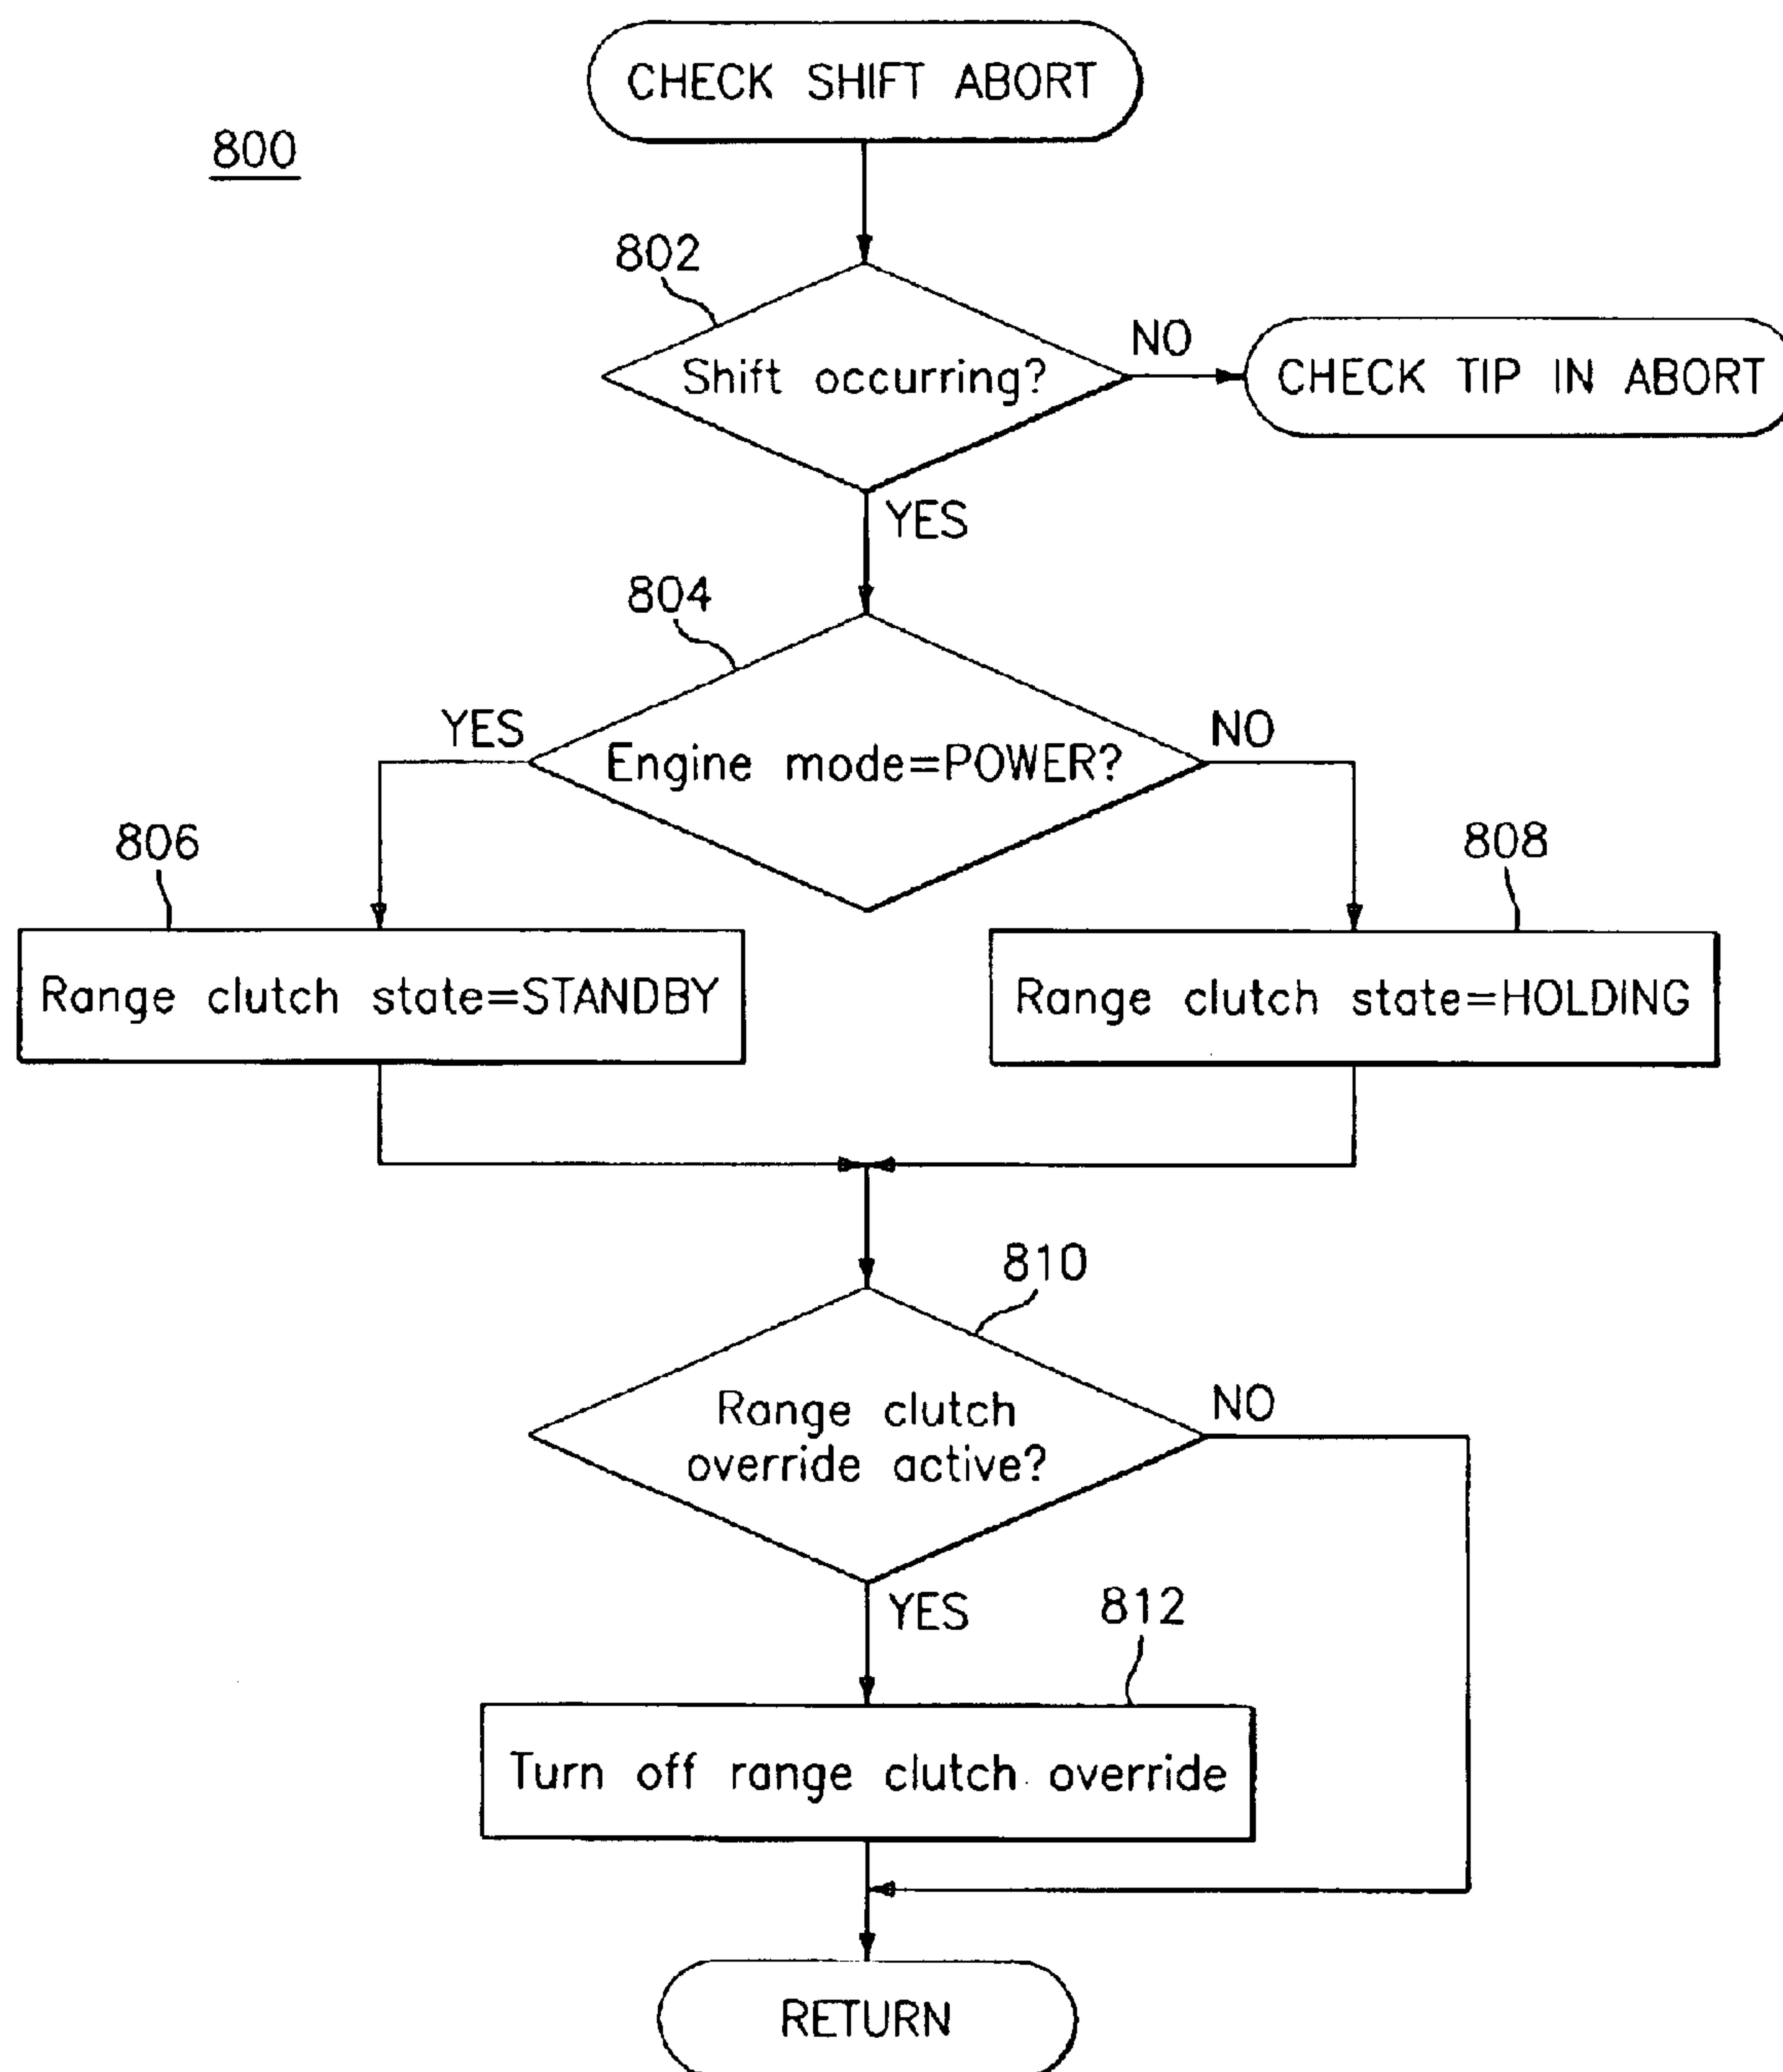 CHECK SHIFT ABORT
800
802
Shift occurring?
NO
CHECK TIP IN ABORT
YES
804
YES
Engine mode=POWER?
NO
806
808
Range clutch state=STANDBY
Range clutch state=HOLDING
810
Range clutch
override active?
NO
YES
812
Turn off range clutch override
RETURN